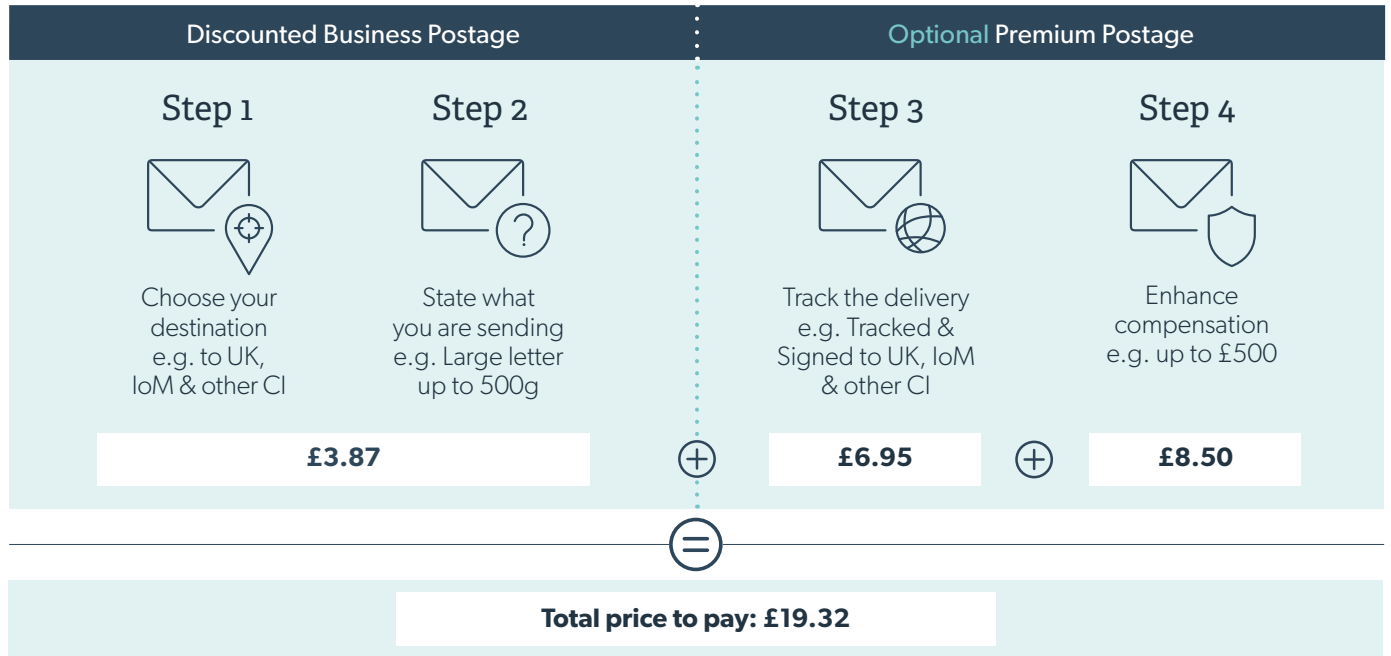 Discounted Business Postage
Optional Premium Postage
Step 1
Choose your
destination
e.g. to UK,
IoM & other CI
Step 2
?
State what
you are sending
e.g. Large letter
up to 500g
£3.87
+
Step 3
Track the delivery
e.g. Tracked &
Signed to UK, IoM
& other CI
£6.95
+
Step 4
Enhance
compensation
e.g. up to £500
£8.50
=
Total price to pay: £19.32